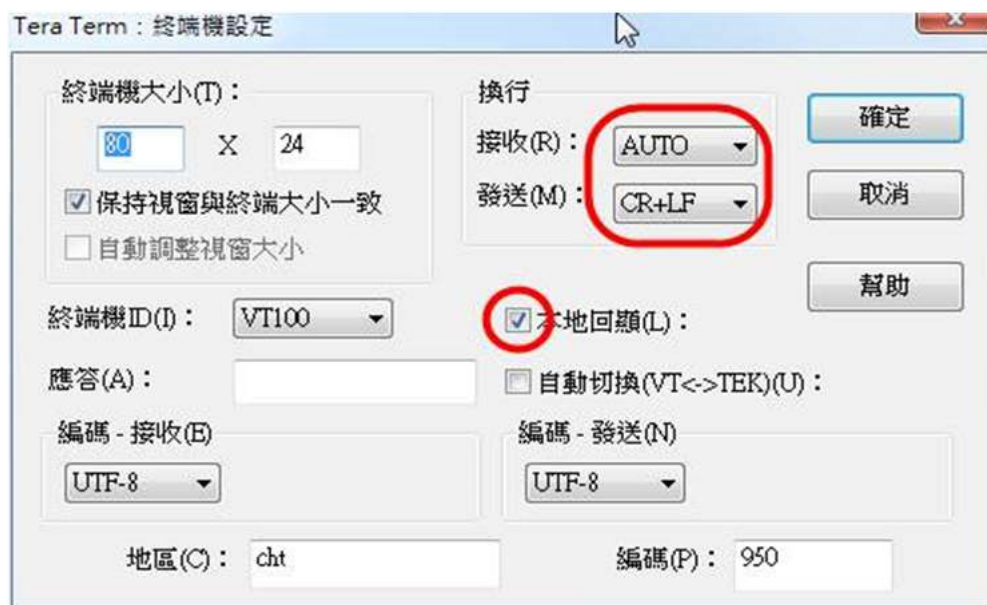 Tera Term：終端機設定
終端機大小(T)：
80 X 24
保持視窗與終端大小一致
自動調整視窗大小
換行
接收(R)： AUTO
發送(M)： CR+LF
確定
取消
幫助
終端機ID(I)： VT100
本地回顯(L)：
應答(A)：
自動切換(VT<->TEK)(U)：
編碼 - 接收(E)
UTF-8
編碼 - 發送(N)
UTF-8
地區(C)： cht
編碼(P)： 950